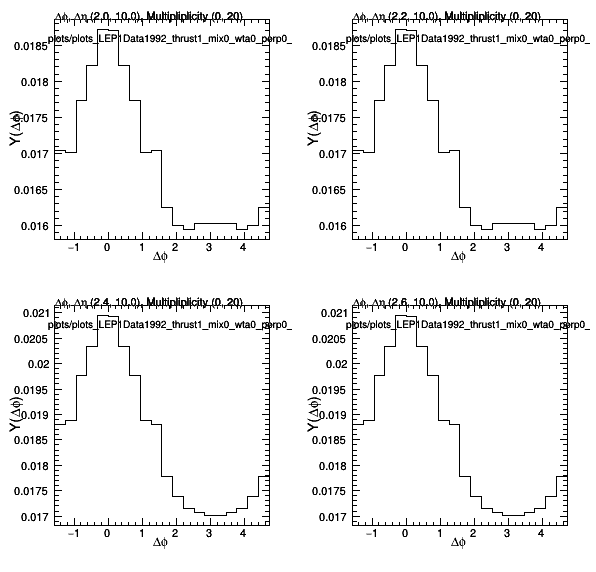 Δϕ, Δη (2.0, 10.0), Multipliplicity (0, 20)
plots/plots_LEP1Data1992_thrust1_mix0_wta0_perp0_
Y(Δϕ)
0.0185
0.018
0.0175
0.017
0.0165
0.016
−1 0 1 2 3 4
Δϕ
Δϕ, Δη (2.2, 10.0), Multipliplicity (0, 20)
plots/plots_LEP1Data1992_thrust1_mix0_wta0_perp0_
Y(Δϕ)
0.0185
0.018
0.0175
0.017
0.0165
0.016
−1 0 1 2 3 4
Δϕ
Δϕ, Δη (2.4, 10.0), Multipliplicity (0, 20)
plots/plots_LEP1Data1992_thrust1_mix0_wta0_perp0_
Y(Δϕ)
0.021
0.0205
0.02
0.0195
0.019
0.0185
0.018
0.0175
0.017
−1 0 1 2 3 4
Δϕ
Δϕ, Δη (2.6, 10.0), Multipliplicity (0, 20)
plots/plots_LEP1Data1992_thrust1_mix0_wta0_perp0_
Y(Δϕ)
0.021
0.0205
0.02
0.0195
0.019
0.0185
0.018
0.0175
0.017
−1 0 1 2 3 4
Δϕ